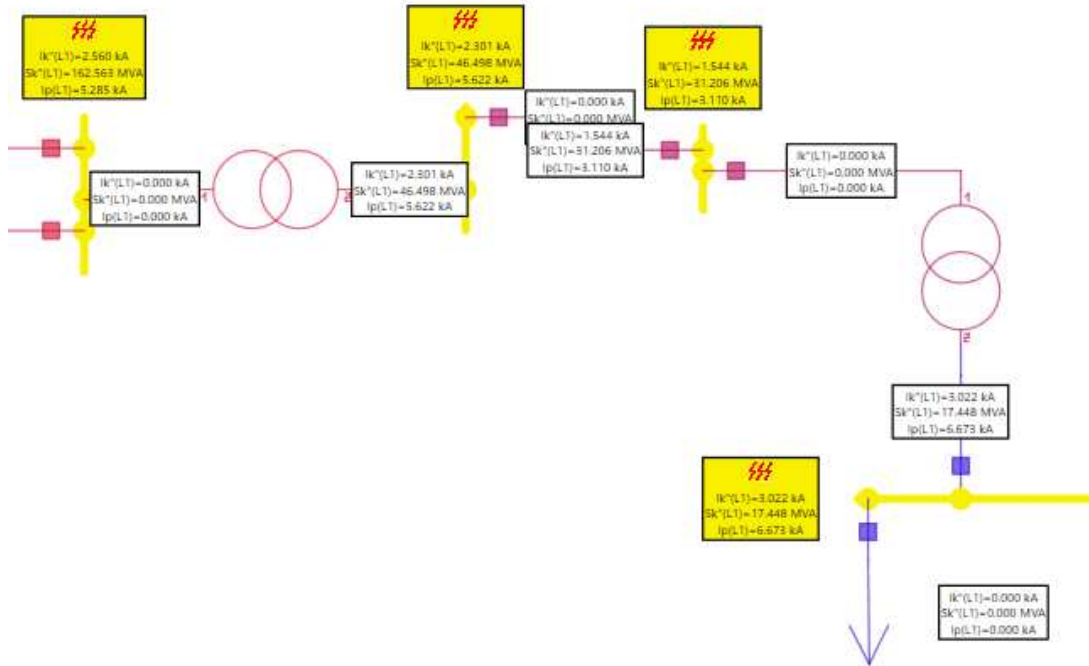 Ik"(L1)=2.560 kA
Sk"(L1)=162.563 MVA
Ip(L1)=5.285 kA
Ik"(L1)=2.301 kA
Sk"(L1)=46.498 MVA
Ip(L1)=5.622 kA
Ik"(L1)=1.544 kA
Sk"(L1)=31.206 MVA
Ip(L1)=3.110 kA
Ik"(L1)=0.000 kA
Sk"(L1)=0.000 MVA
Ik"(L1)=1.544 kA
Sk"(L1)=31.206 MVA
Ip(L1)=3.110 kA
Ik"(L1)=0.000 kA
Sk"(L1)=0.000 MVA
Ip(L1)=0.000 kA
1
2
Ik"(L1)=2.301 kA
Sk"(L1)=46.498 MVA
Ip(L1)=5.622 kA
Ik"(L1)=0.000 kA
Sk"(L1)=0.000 MVA
Ip(L1)=0.000 kA
1
2
Ik"(L1)=3.022 kA
Sk"(L1)=17.448 MVA
Ip(L1)=6.673 kA
Ik"(L1)=3.022 kA
Sk"(L1)=17.448 MVA
Ip(L1)=6.673 kA
Ik"(L1)=0.000 kA
Sk"(L1)=0.000 MVA
Ip(L1)=0.000 kA